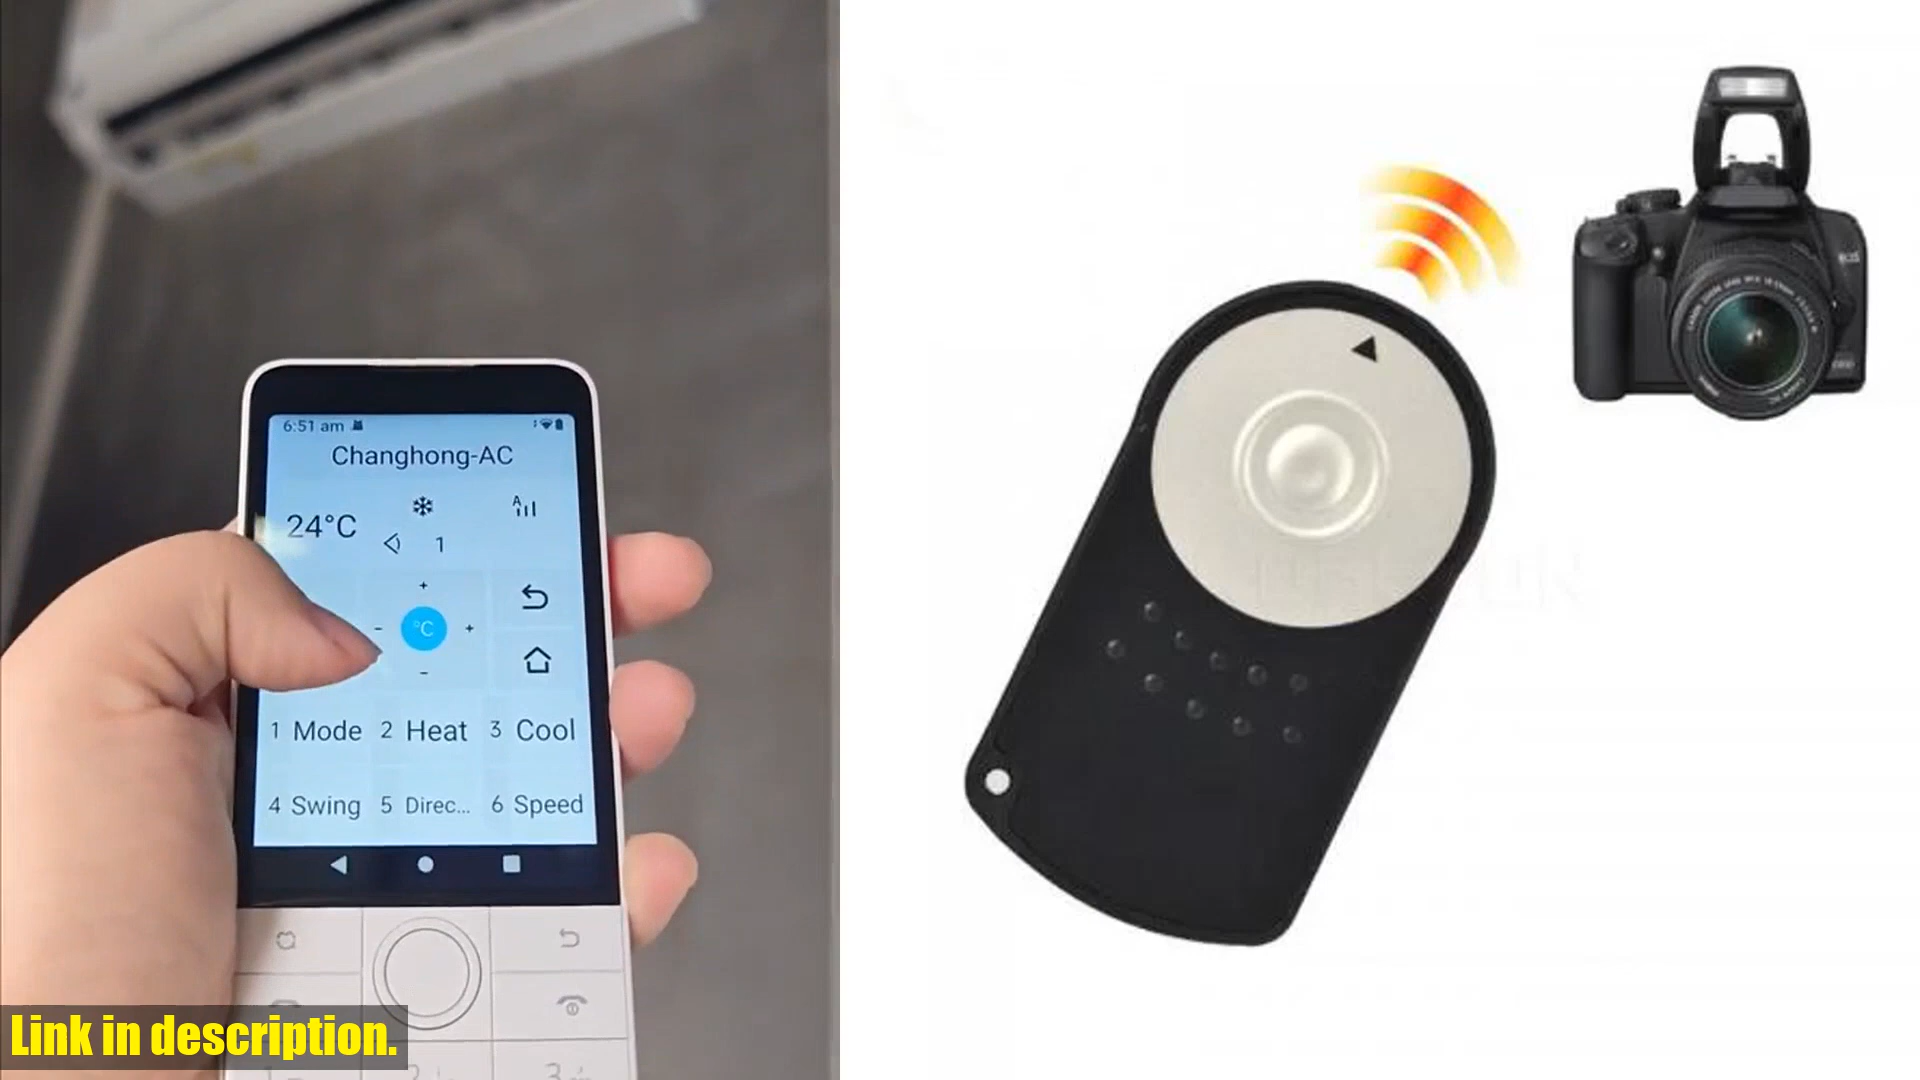 6:51 am
Changhong-AC
24°C
A
1
+
- °C +
-
1 Mode 2 Heat 3 Cool
4 Swing 5 Direc... 6 Speed
Link in description.